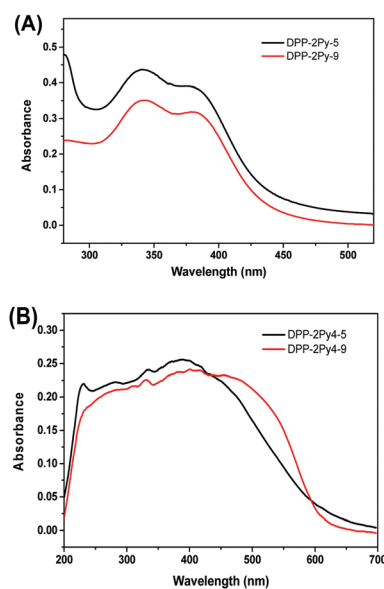 (A)
DPP-2Py-5
DPP-2Py-9
Absorbance
0.5
0.4
0.3
0.2
0.1
0.0
300 350 400 450 500
Wavelength (nm)
(B)
DPP-2Py4-5
DPP-2Py4-9
Absorbance
0.30
0.25
0.20
0.15
0.10
0.05
0.00
200 300 400 500 600 700
Wavelength (nm)